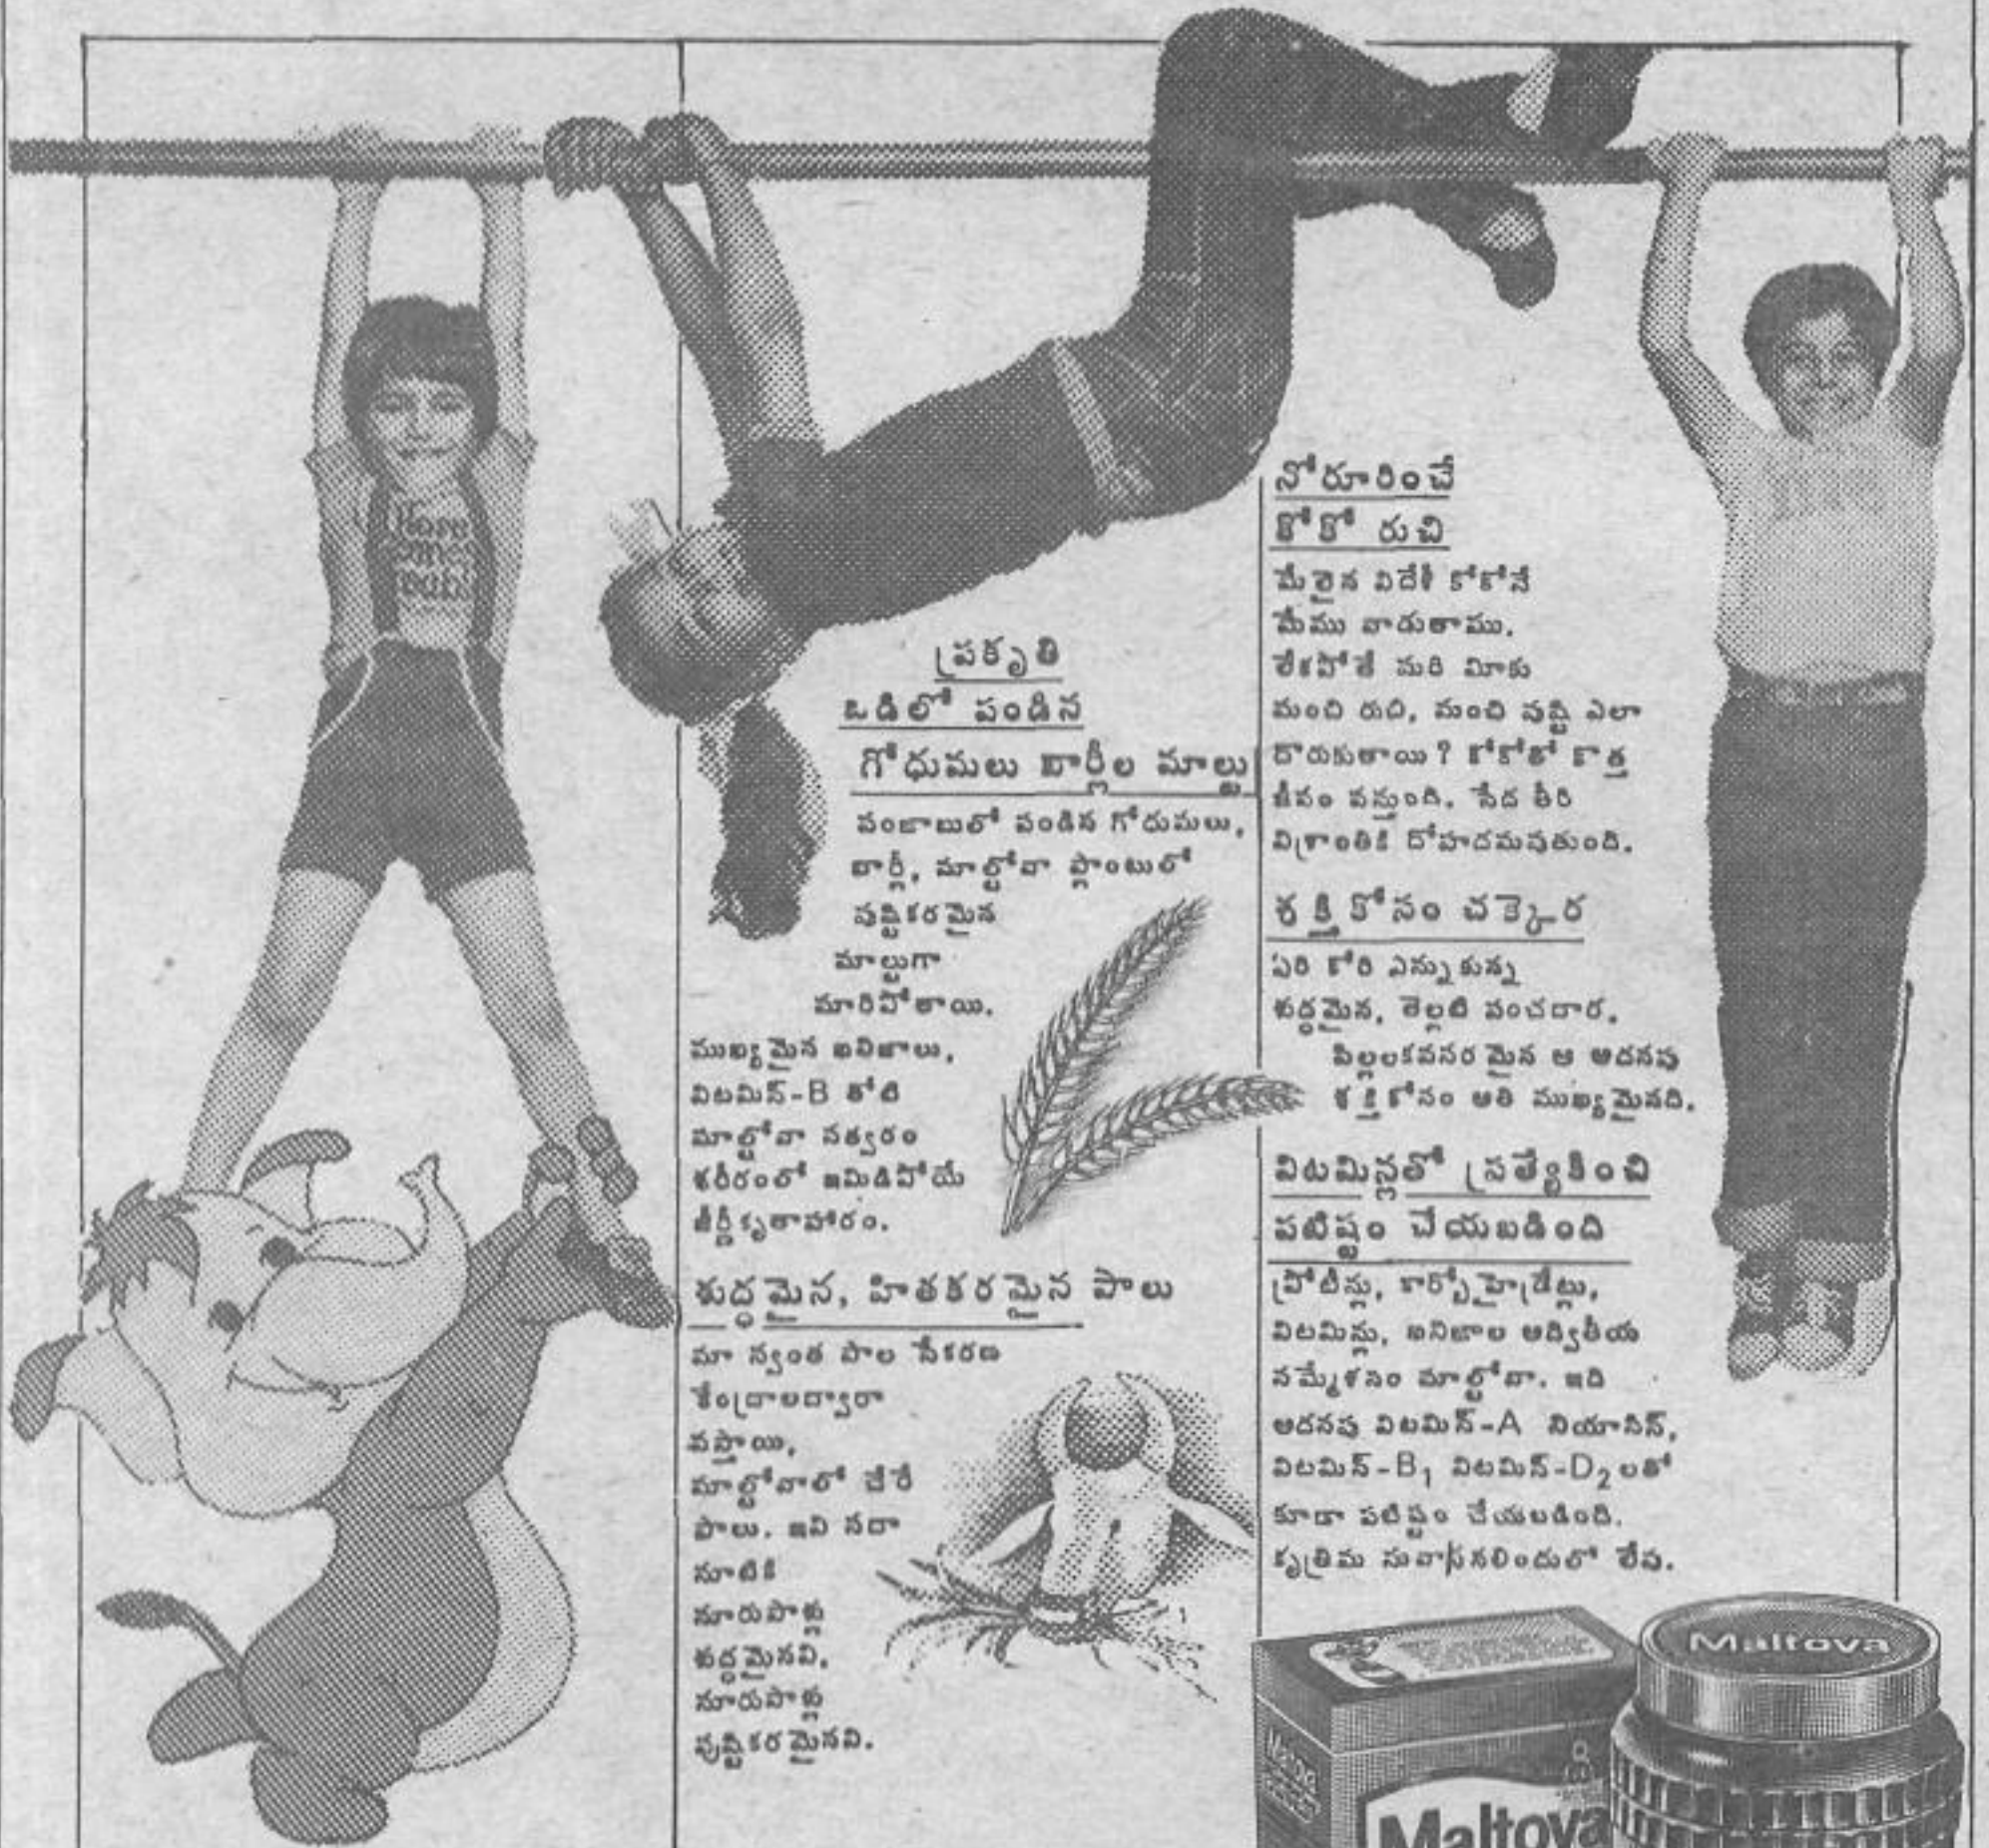 ప్రకృతి
ఒడిలో పండిన
గోధుమలు బార్లీల మాల్టు
పంజాబులో పండిన గోధుమలు,
బార్లీ, మాల్టోవా ప్లాంటులో
పుష్టికరమైన
మాల్టుగా
మారిపోతాయి.
ముఖ్యమైన ఖనిజాలు,
విటమిన్-B తోటి
మాల్టోవా సత్వరం
శరీరంలో ఇమిడిపోయే
జీర్ణీకృతాహారం.
శుద్ధమైన, హితకరమైన పాలు
మా స్వంత పాల సేకరణ
కేంద్రాలద్వారా
వస్తాయి,
మాల్టోవాలో చేరే
పాలు. ఇవి సదా
నూటికి
నూరుపాళ్లు
శుద్ధమైనవి,
నూరుపాళ్లు
పుష్టికరమైనవి.
నోరూరించే
కోకో రుచి
మేలైన విదేశీ కోకోనే
మేము వాడుతాము.
లేకపోతే మరి మీకు
మంచి రుచి, మంచి పుష్టి ఎలా
దొరుకుతాయి? కోకోతో కొత్త
జీవం వస్తుంది. సేద తీరి
విశ్రాంతికి దోహదమవుతుంది.
శక్తి కోసం చక్కెర
ఏరి కోరి ఎన్నుకున్న
శుద్ధమైన, తెల్లటి పంచదార.
పిల్లలకవసరమైన ఆ అదనపు
శక్తికోసం అతి ముఖ్యమైనది.
విటమిన్లతో ప్రత్యేకించి
పటిష్టం చేయబడింది
ప్రోటీన్లు, కార్బోహైడ్రేట్లు,
విటమిన్లు, ఖనిజాల అద్వితీయ
సమ్మేళనం మాల్టోవా. ఇది
అదనపు విటమిన్-A నియాసిన్,
విటమిన్-B₁ విటమిన్-D₂ లతో
కూడా పటిష్టం చేయబడింది.
కృత్రిమ సువాసనలిందులో లేవు.
Maltova
Maltova
Maltova